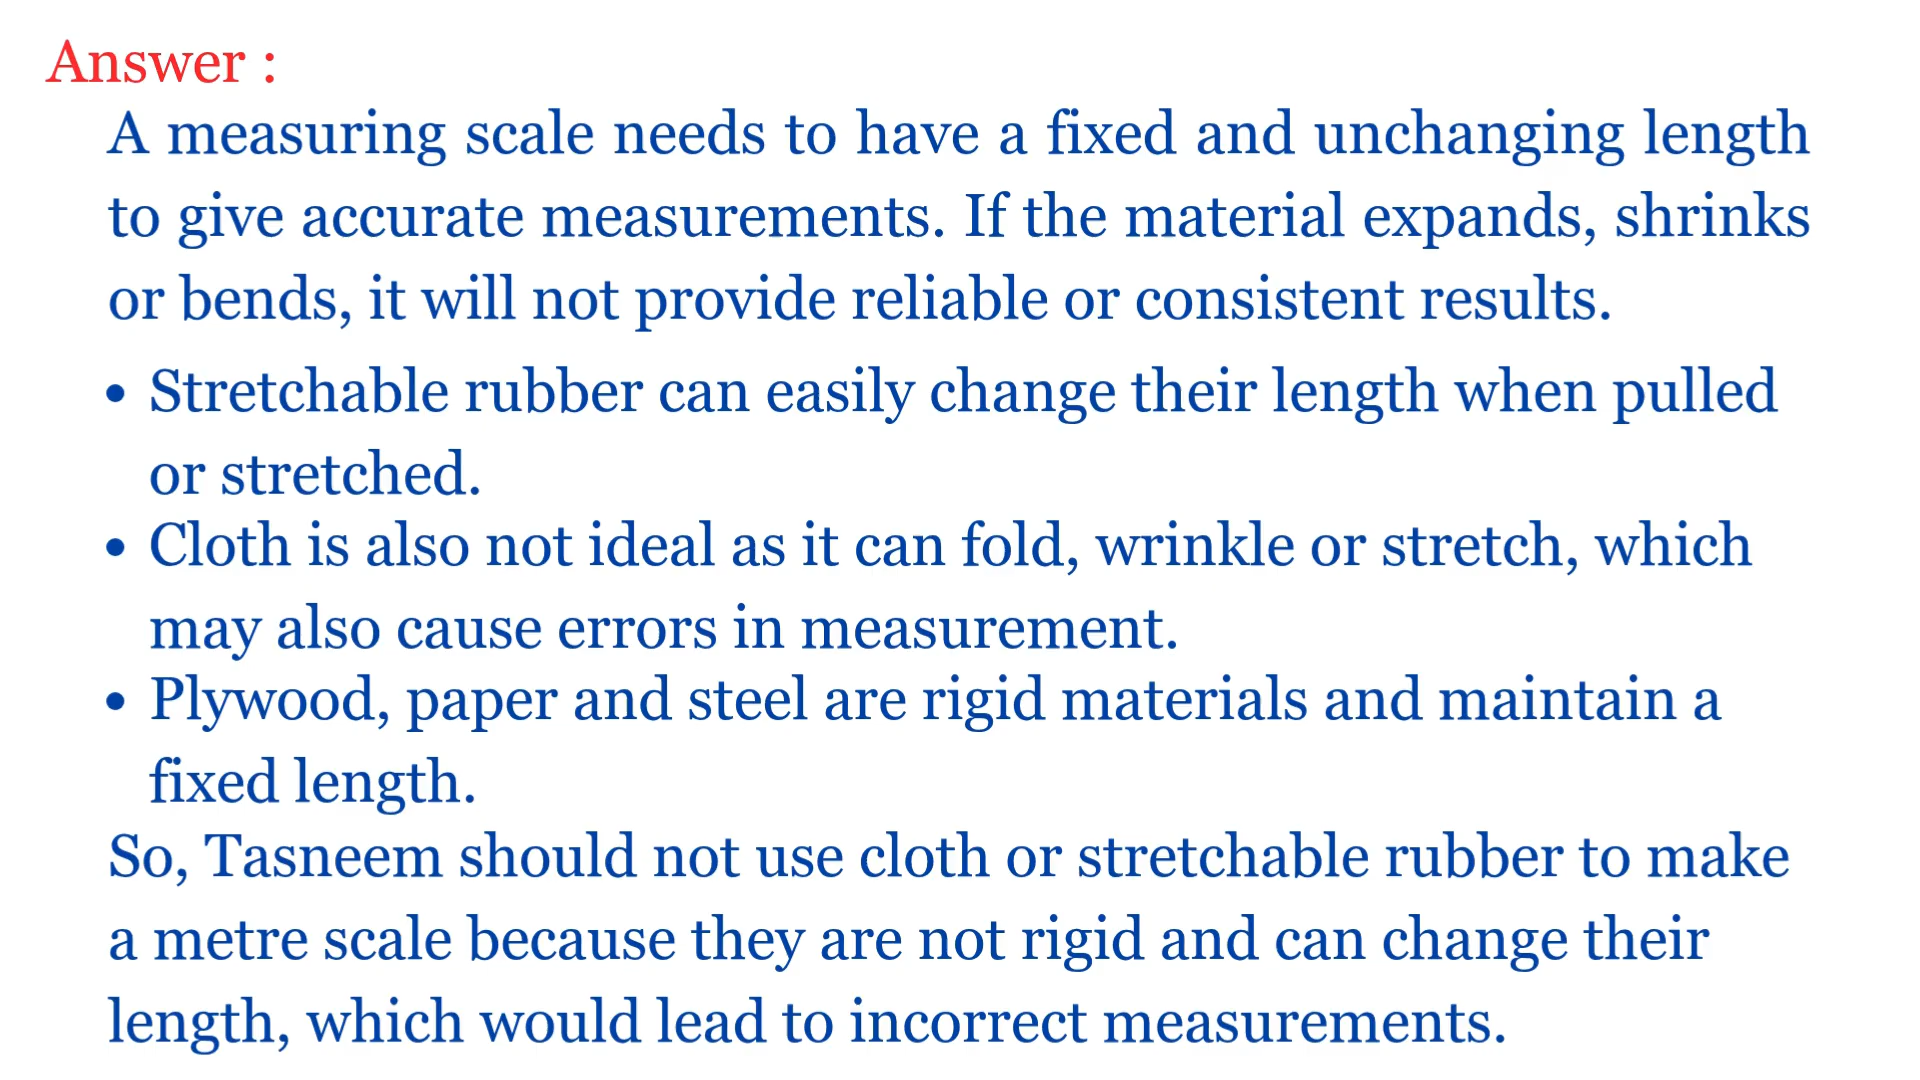 Answer :
A measuring scale needs to have a fixed and unchanging length
to give accurate measurements. If the material expands, shrinks
or bends, it will not provide reliable or consistent results.
• Stretchable rubber can easily change their length when pulled
or stretched.
• Cloth is also not ideal as it can fold, wrinkle or stretch, which
may also cause errors in measurement.
• Plywood, paper and steel are rigid materials and maintain a
fixed length.
So, Tasneem should not use cloth or stretchable rubber to make
a metre scale because they are not rigid and can change their
length, which would lead to incorrect measurements.